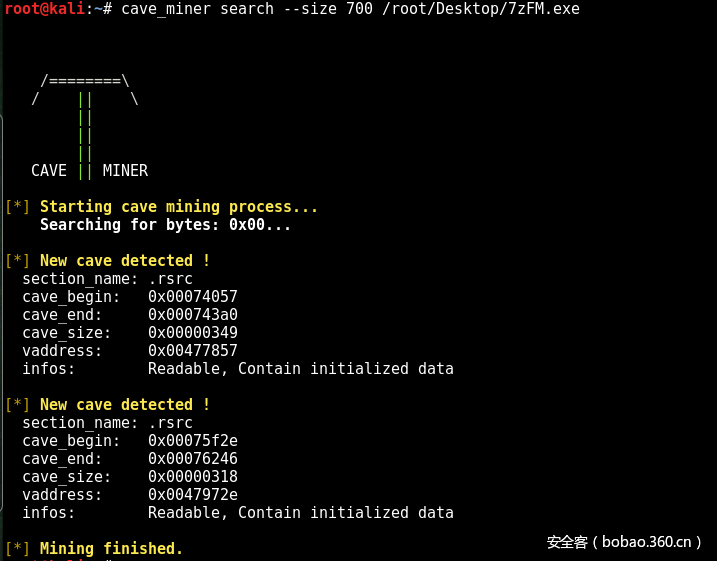 root@kali:~# cave_miner search --size 700 /root/Desktop/7zFM.exe
/========\
/    ||    \
||
||
||
CAVE || MINER
[*] Starting cave mining process...
Searching for bytes: 0x00...
[*] New cave detected !
section_name: .rsrc
cave_begin:   0x00074057
cave_end:     0x000743a0
cave_size:    0x00000349
vaddress:     0x00477857
infos:        Readable, Contain initialized data
[*] New cave detected !
section_name: .rsrc
cave_begin:   0x00075f2e
cave_end:     0x00076246
cave_size:    0x00000318
vaddress:     0x0047972e
infos:        Readable, Contain initialized data
[*] Mining finished.
安全客（bobao.360.cn）